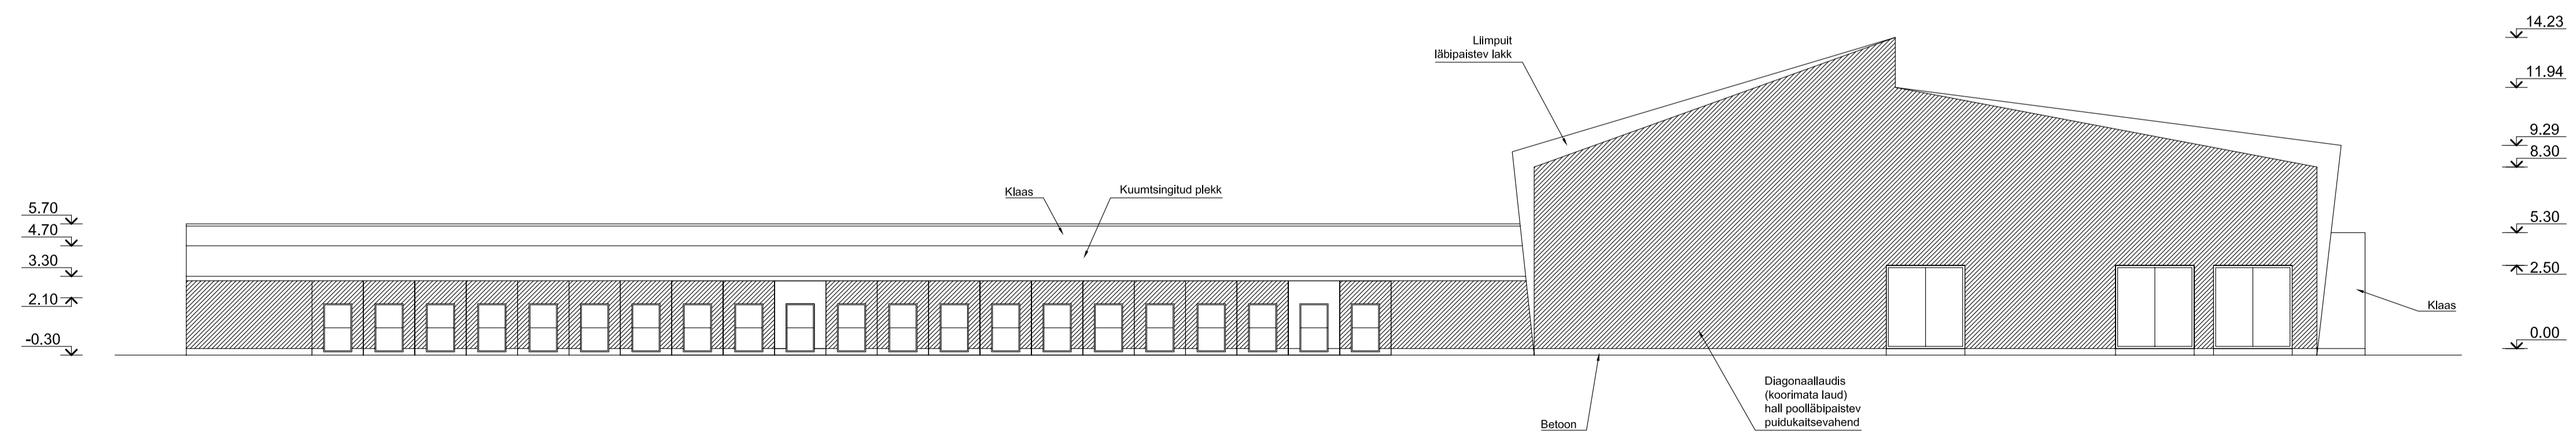 14.23
Liimpuit
läbipaistev lakk
11.94
9.29
8.30
Klaas
Kuumtsingitud plekk
5.70
4.70
3.30
2.10
-0.30
5.30
2.50
Klaas
0.00
Diagonaallaudis
(koorimata laud)
hall poolläbipaistev
puidukaitsevahend
Betoon